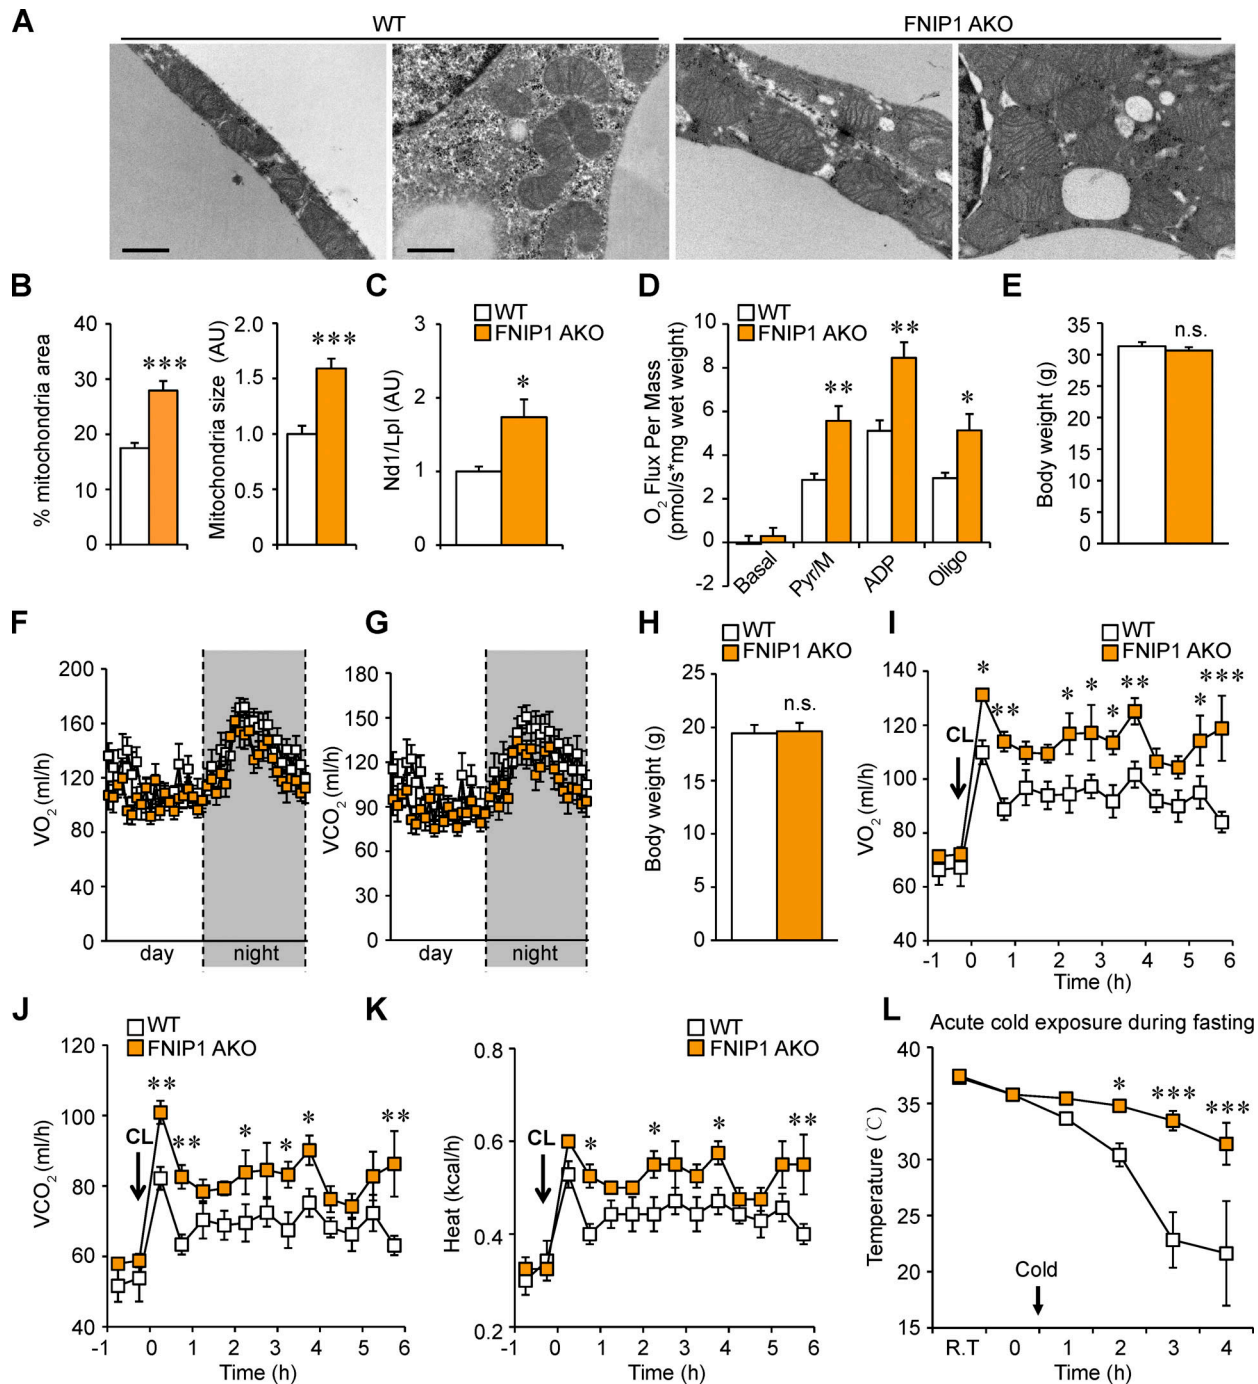 A
WT
FNIP1 AKO
B
% mitochondria area
40
30
20
10
0
***
Mitochondria size (AU)
2.0
1.5
1.0
0.5
0
***
C
WT
FNIP1 AKO
Nd1/Lpl (AU)
3
2
1
0
*
D
WT
FNIP1 AKO
O2 Flux Per Mass
(pmol/s*mg wet weight)
10
8
6
4
2
0
-2
**
**
*
Basal
Pyr/M
ADP
Oligo
E
Body weight (g)
35
30
25
20
15
10
5
0
n.s.
F
VO2 (ml/h)
200
160
120
80
40
0
day
night
G
VCO2 (ml/h)
180
150
120
90
60
30
0
day
night
H
WT
FNIP1 AKO
Body weight (g)
25
20
15
10
5
0
n.s.
I
WT
FNIP1 AKO
VO2 (ml/h)
140
120
100
80
60
40
CL
* ** * * * ** * ***
-1 0 1 2 3 4 5 6
Time (h)
J
WT
FNIP1 AKO
VCO2 (ml/h)
120
100
80
60
40
CL
** ** * * * **
-1 0 1 2 3 4 5 6
Time (h)
K
WT
FNIP1 AKO
Heat (kcal/h)
0.8
0.6
0.4
0.2
CL
* * * **
-1 0 1 2 3 4 5 6
Time (h)
L
Acute cold exposure during fasting
Temperature (℃)
40
35
30
25
20
15
* *** ***
Cold
R.T 0 1 2 3 4
Time (h)